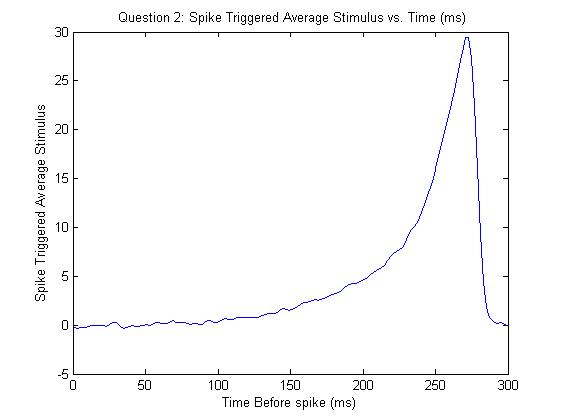 Question 2: Spike Triggered Average Stimulus vs. Time (ms)
Spike Triggered Average Stimulus
30
25
20
15
10
5
0
-5
0 50 100 150 200 250 300
Time Before spike (ms)